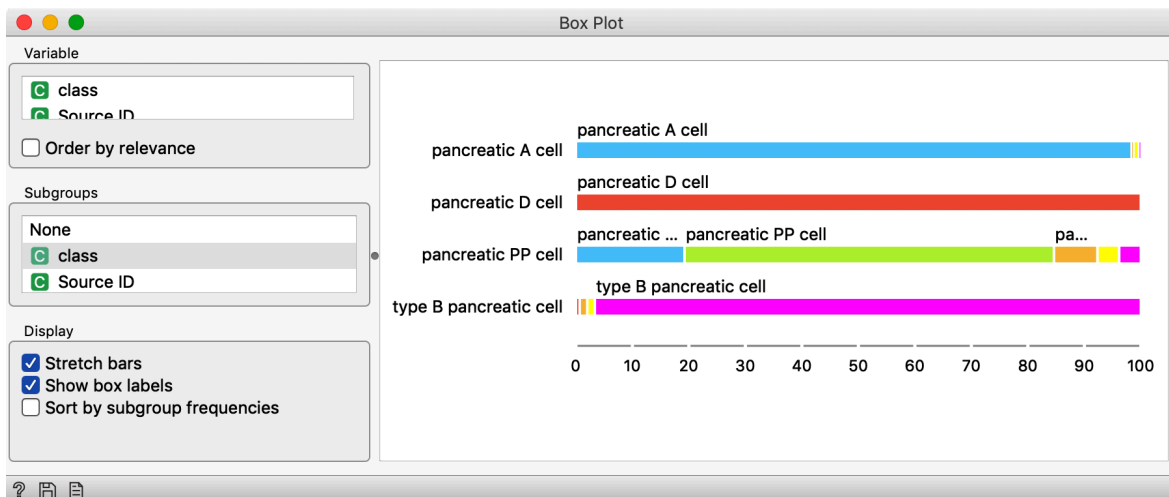 Box Plot
Variable
C class
C Source ID
Order by relevance
Subgroups
None
C class
C Source ID
Display
Stretch bars
Show box labels
Sort by subgroup frequencies
?
pancreatic A cell
pancreatic A cell
pancreatic D cell
pancreatic D cell
pancreatic ... pancreatic PP cell pa...
pancreatic PP cell
type B pancreatic cell
type B pancreatic cell
0 10 20 30 40 50 60 70 80 90 100